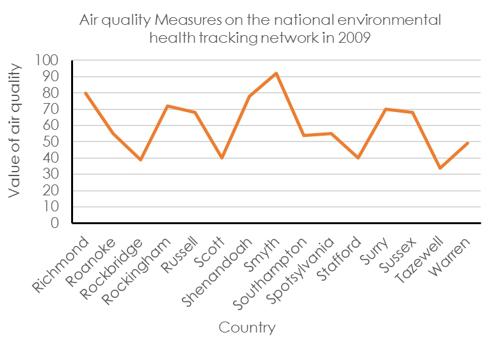 Air quality Measures on the national environmental
health tracking network in 2009
Value of air quality
100
90
80
70
60
50
40
30
20
10
0
Richmond
Roanoke
Rockbridge
Rockingham
Russell
Scott
Shenandoah
Smyth
Southampton
Spotsylvania
Stafford
Surry
Sussex
Tazewell
Warren
Country